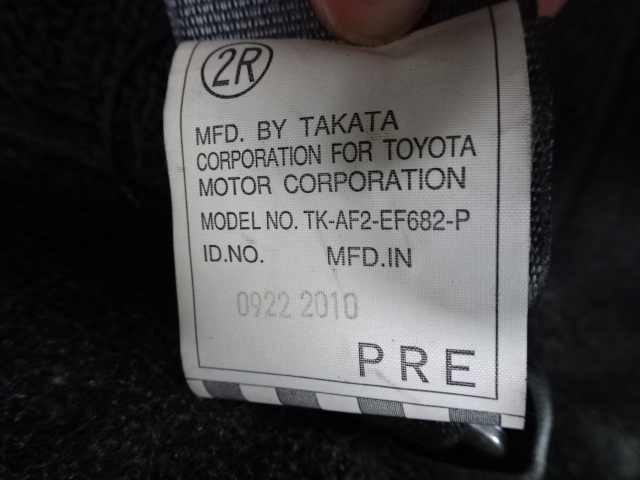 2R
MFD. BY TAKATA
CORPORATION FOR TOYOTA
MOTOR CORPORATION
MODEL NO. TK-AF2-EF682-P
ID.NO. MFD.IN
0922 2010
PRE